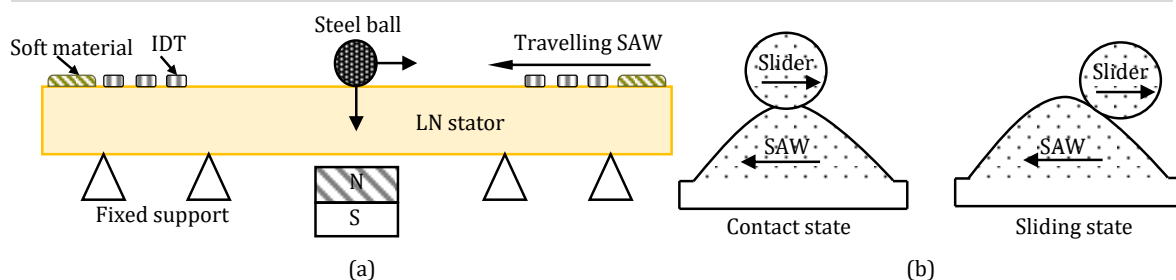 Steel ball
Soft material
IDT
Travelling SAW
LN stator
N
S
Fixed support
(a)
Slider
SAW
Contact state
Slider
SAW
Sliding state
(b)